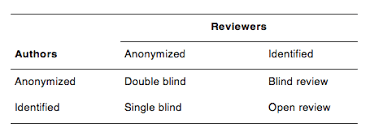 Reviewers
Authors Anonymized Identified
Anonymized Double blind Blind review
Identified Single blind Open review